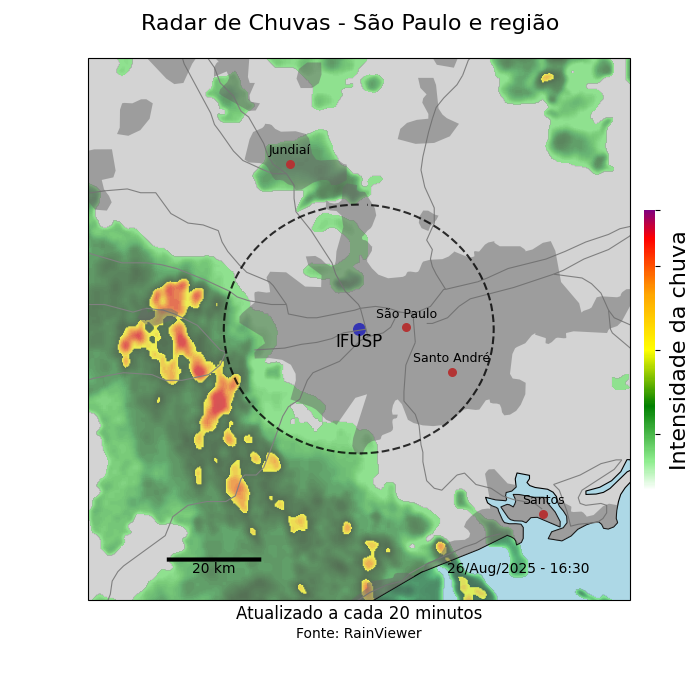 Radar de Chuvas - São Paulo e região
Jundiaí
São Paulo
IFUSP
Santo André
Santos
20 km
26/Aug/2025 - 16:30
Intensidade da chuva
Atualizado a cada 20 minutos
Fonte: RainViewer